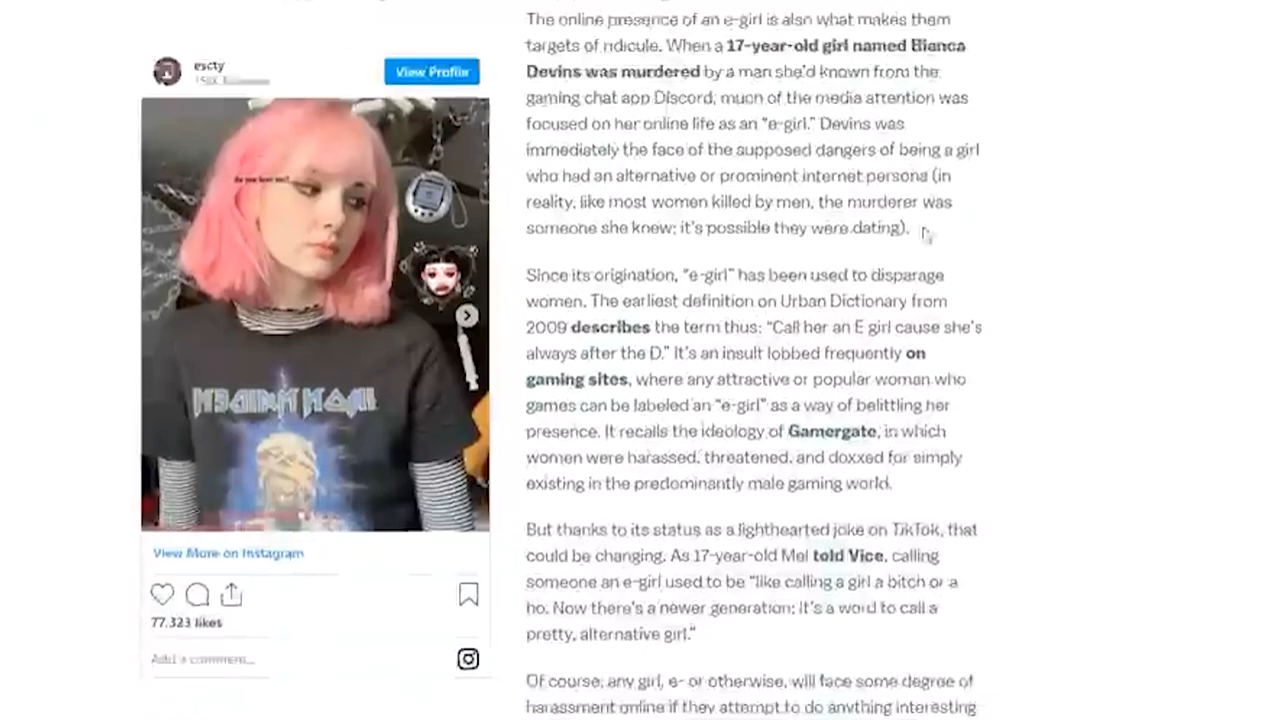 escty
View Profile
View More on Instagram
77.323 likes
Add a comment...
The online presence of an e-girl is also what makes them
targets of ridicule. When a 17-year-old girl named Bianca
Devins was murdered by a man she'd known from the
gaming chat app Discord, much of the media attention was
focused on her online life as an "e-girl." Devins was
immediately the face of the supposed dangers of being a girl
who had an alternative or prominent internet persona (in
reality, like most women killed by men, the murderer was
someone she knew; it's possible they were dating).
Since its origination, "e-girl" has been used to disparage
women. The earliest definition on Urban Dictionary from
2009 describes the term thus: "Call her an E girl cause she's
always after the D." It's an insult lobbed frequently on
gaming sites, where any attractive or popular woman who
games can be labeled an "e-girl" as a way of belittling her
presence. It recalls the ideology of Gamergate, in which
women were harassed, threatened, and doxxed for simply
existing in the predominantly male gaming world.
But thanks to its status as a lighthearted joke on TikTok, that
could be changing. As 17-year-old Mel told Vice, calling
someone an e-girl used to be "like calling a girl a bitch or a
ho. Now there's a newer generation; it's a word to call a
pretty, alternative girl."
Of course, any girl, e- or otherwise, will face some degree of
harassment online if they attempt to do anything interesting